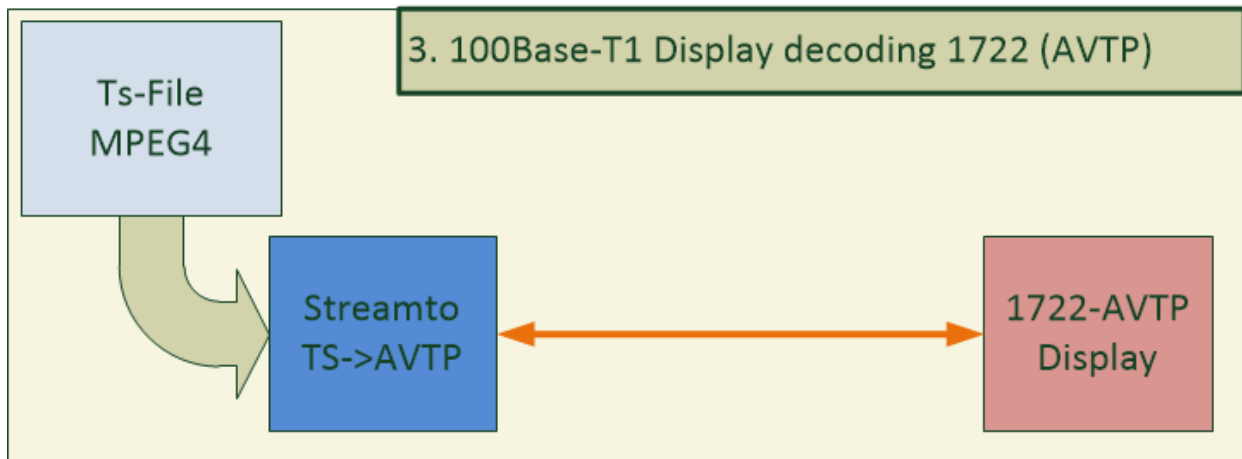 3. 100Base-T1 Display decoding 1722 (AVTP)
Ts-File
MPEG4
Streamto
TS->AVTP
1722-AVTP
Display